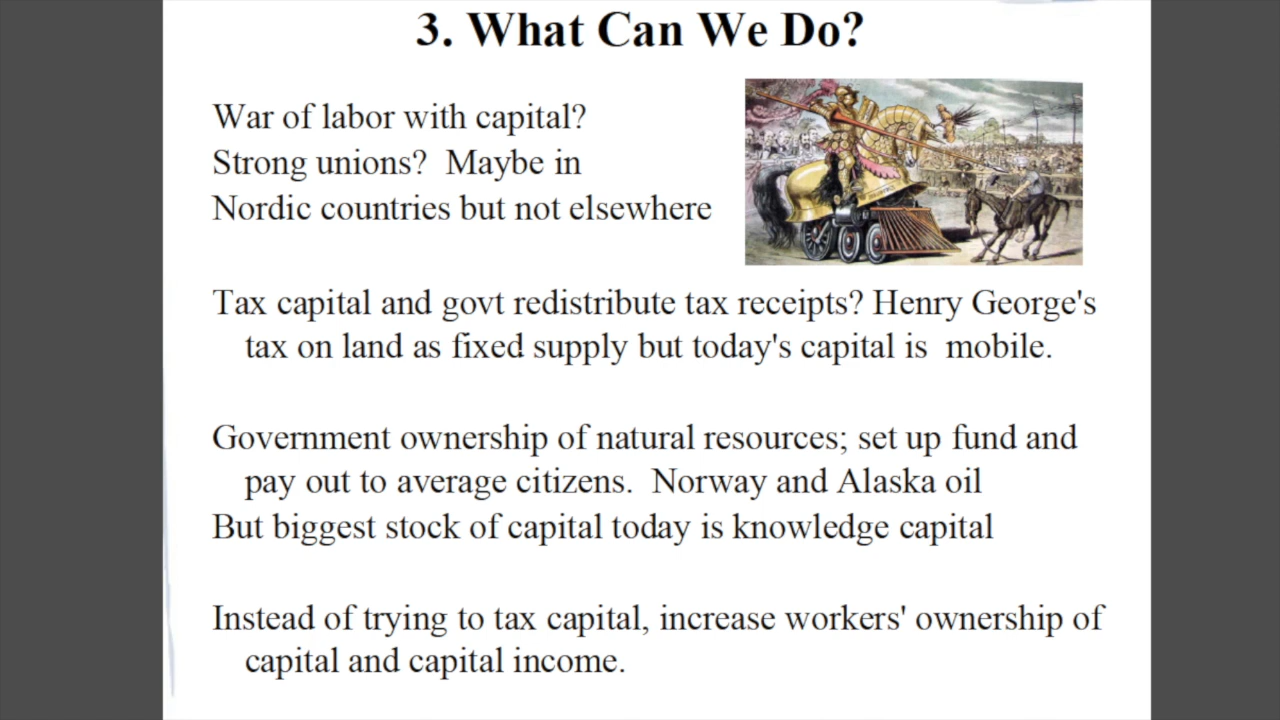 3. What Can We Do?
War of labor with capital?
Strong unions?  Maybe in
Nordic countries but not elsewhere
Tax capital and govt redistribute tax receipts? Henry George's
tax on land as fixed supply but today's capital is  mobile.
Government ownership of natural resources; set up fund and
pay out to average citizens.  Norway and Alaska oil
But biggest stock of capital today is knowledge capital
Instead of trying to tax capital, increase workers' ownership of
capital and capital income.